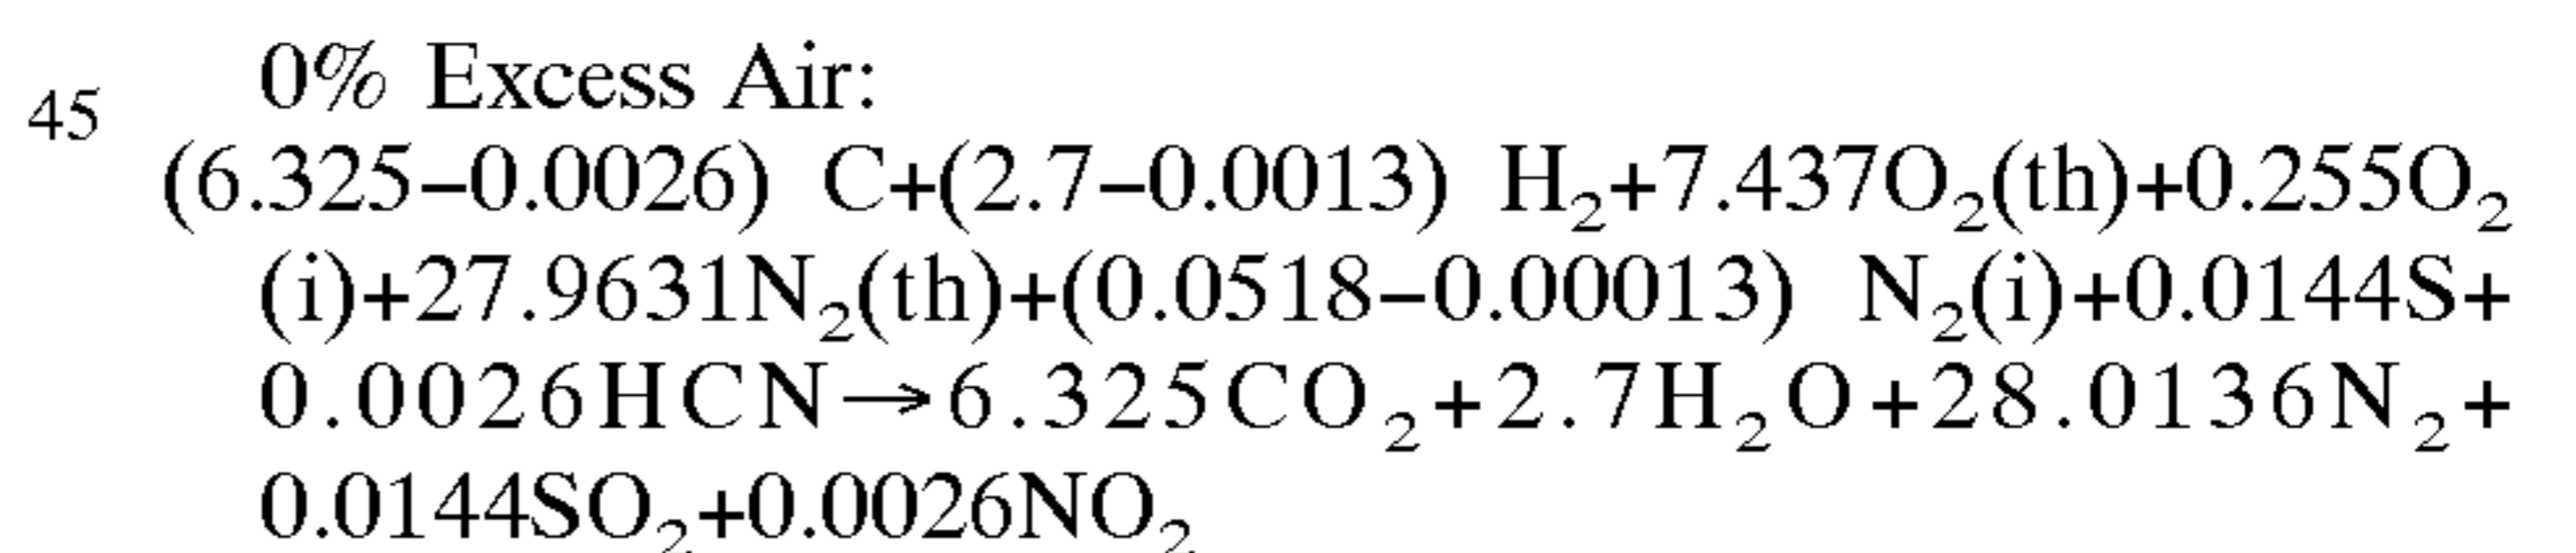 0% Excess Air:
45
(6.325–0.0026) C+(2.7–0.0013) H₂+7.437O₂(th)+0.255O₂
(i)+27.9631N₂(th)+(0.0518–0.00013) N₂(i)+0.0144S+
0.0026HCN→6.325CO₂+2.7H₂O+28.0136N₂+
0.0144SO₂+0.0026NO₂